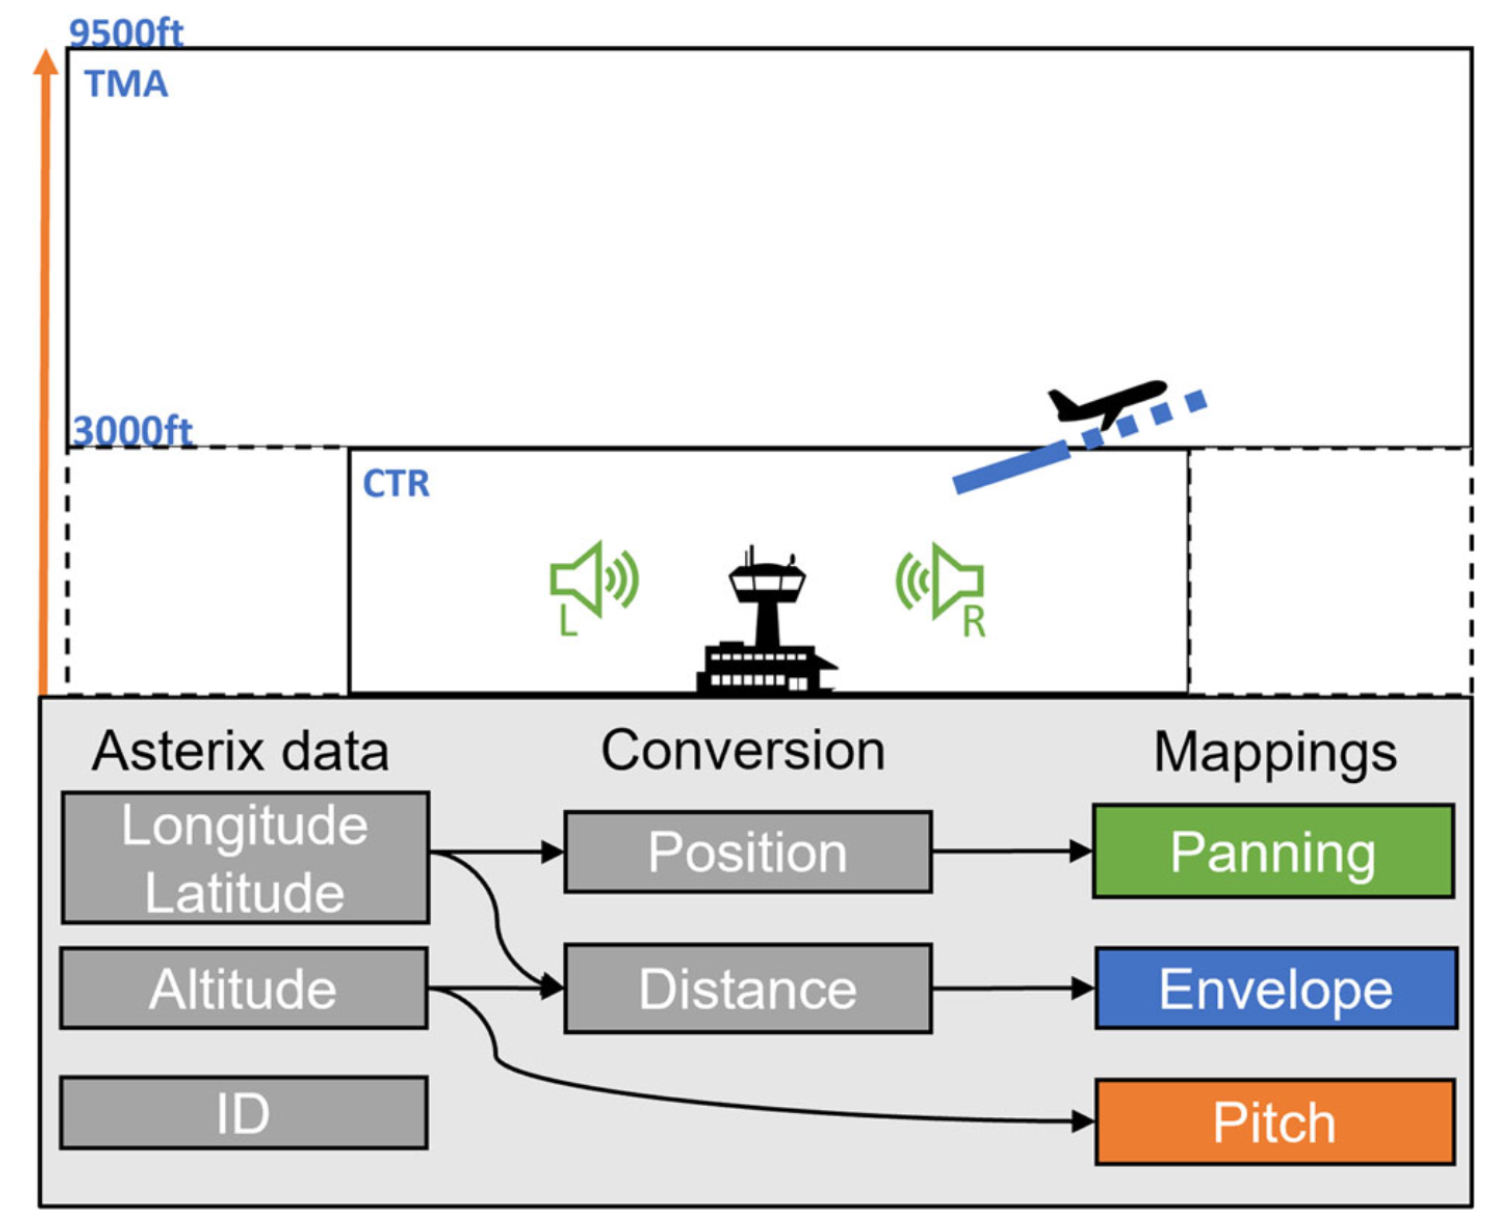 9500ft
TMA
3000ft
CTR
L
R
Asterix data
Conversion
Mappings
Longitude
Latitude
Position
Panning
Altitude
Distance
Envelope
ID
Pitch